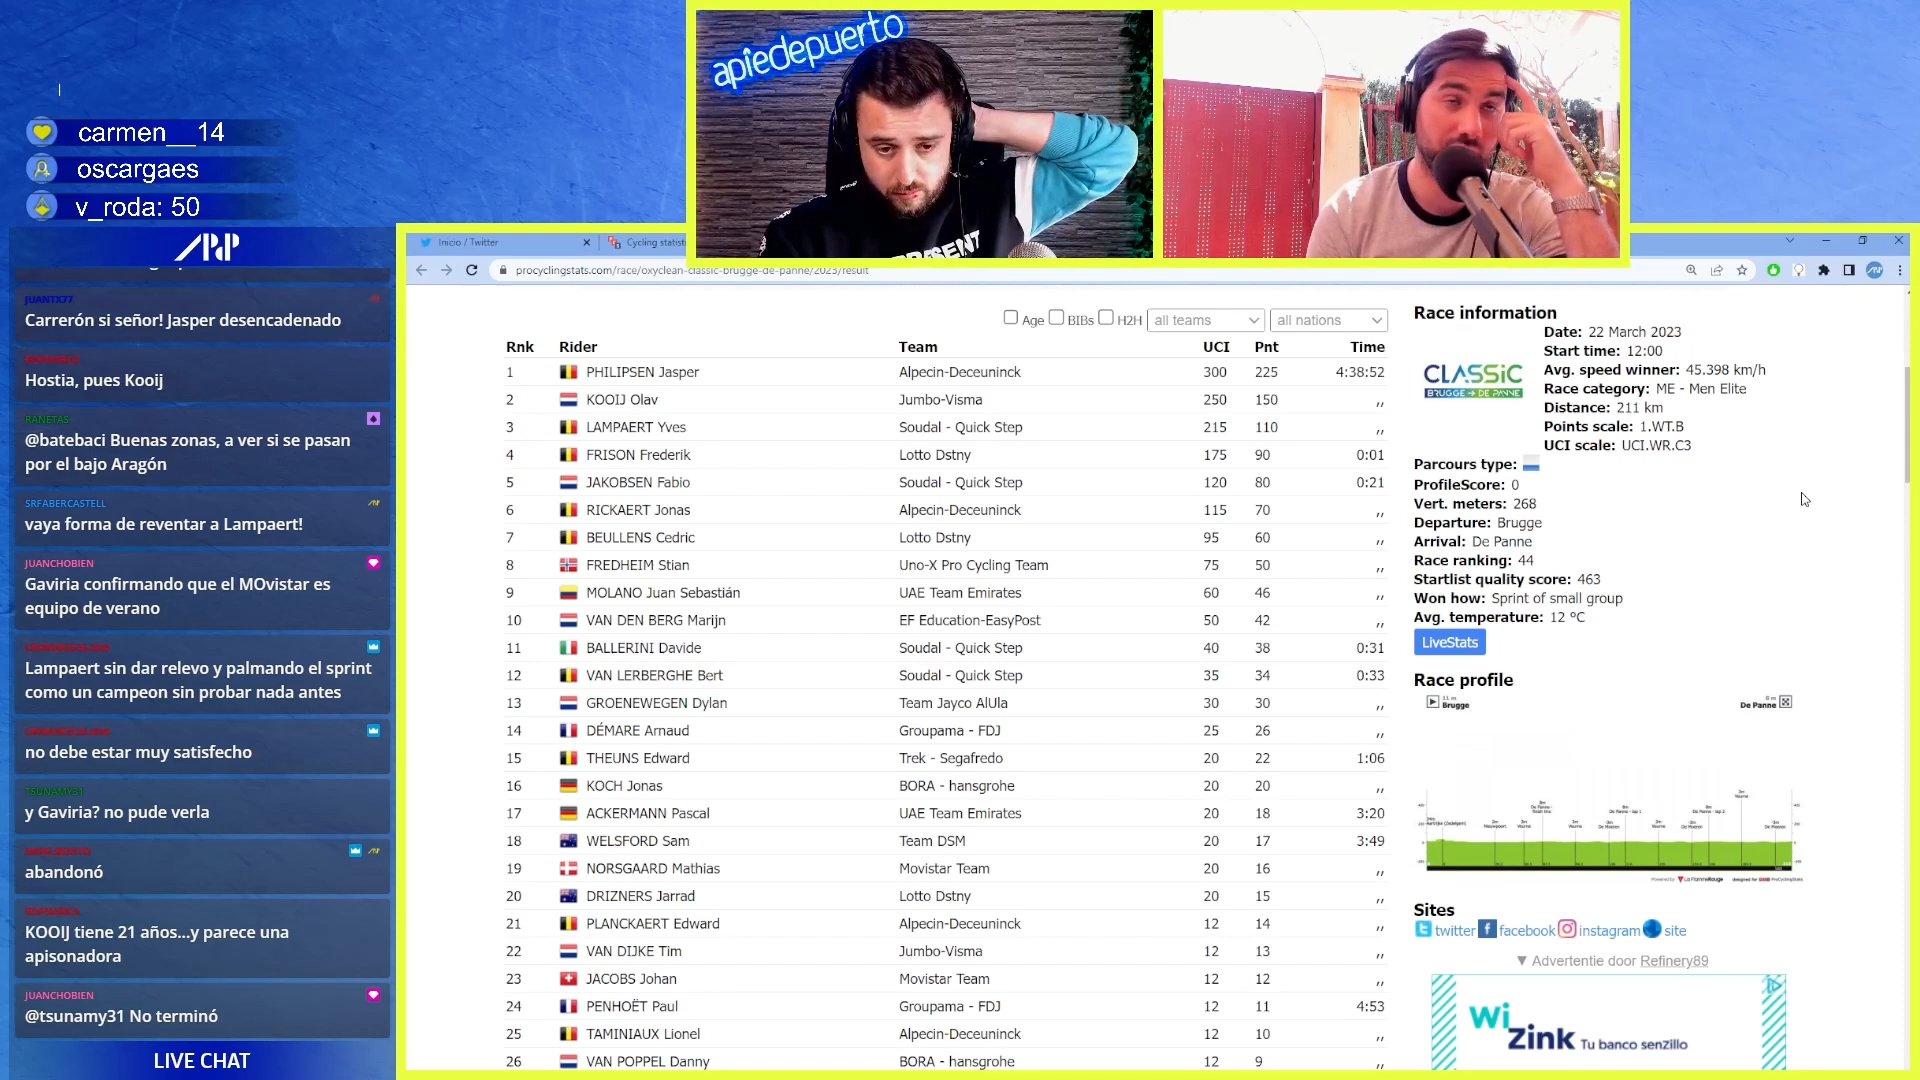 apiedepuerto
carmen__14
oscargaes
v_roda: 50
JUANTX77
Carrerón si señor! Jasper desencadenado
Hostia, pues Kooij
RANETAS
@batebaci Buenas zonas, a ver si se pasan
por el bajo Aragón
SRFABERCASTELL
vaya forma de reventar a Lampaert!
JUANCHOBIEN
Gaviria confirmando que el MOvistar es
equipo de verano
Lampaert sin dar relevo y palmando el sprint
como un campeon sin probar nada antes
no debe estar muy satisfecho
TSUNAMY31
y Gaviria? no pude verla
abandonó
KOOIJ tiene 21 años...y parece una
apisonadora
JUANCHOBIEN
@tsunamy31 No terminó
LIVE CHAT
Inicio / Twitter
Cycling statisti
procyclingstats.com/race/oxyclean-classic-brugge-de-panne/2023/result
Age BIBs H2H all teams all nations
Rnk Rider Team UCI Pnt Time
1 PHILIPSEN Jasper Alpecin-Deceuninck 300 225 4:38:52
2 KOOIJ Olav Jumbo-Visma 250 150 ,,
3 LAMPAERT Yves Soudal - Quick Step 215 110 ,,
4 FRISON Frederik Lotto Dstny 175 90 0:01
5 JAKOBSEN Fabio Soudal - Quick Step 120 80 0:21
6 RICKAERT Jonas Alpecin-Deceuninck 115 70 ,,
7 BEULLENS Cedric Lotto Dstny 95 60 ,,
8 FREDHEIM Stian Uno-X Pro Cycling Team 75 50 ,,
9 MOLANO Juan Sebastián UAE Team Emirates 60 46 ,,
10 VAN DEN BERG Marijn EF Education-EasyPost 50 42 ,,
11 BALLERINI Davide Soudal - Quick Step 40 38 0:31
12 VAN LERBERGHE Bert Soudal - Quick Step 35 34 0:33
13 GROENEWEGEN Dylan Team Jayco AlUla 30 30 ,,
14 DÉMARE Arnaud Groupama - FDJ 25 26 ,,
15 THEUNS Edward Trek - Segafredo 20 22 1:06
16 KOCH Jonas BORA - hansgrohe 20 20 ,,
17 ACKERMANN Pascal UAE Team Emirates 20 18 3:20
18 WELSFORD Sam Team DSM 20 17 3:49
19 NORSGAARD Mathias Movistar Team 20 16 ,,
20 DRIZNERS Jarrad Lotto Dstny 20 15 ,,
21 PLANCKAERT Edward Alpecin-Deceuninck 12 14 ,,
22 VAN DIJKE Tim Jumbo-Visma 12 13 ,,
23 JACOBS Johan Movistar Team 12 12 ,,
24 PENHOËT Paul Groupama - FDJ 12 11 4:53
25 TAMINIAUX Lionel Alpecin-Deceuninck 12 10 ,,
26 VAN POPPEL Danny BORA - hansgrohe 12 9 ,,
Race information
CLASSIC
BRUGGE DE PANNE
Date: 22 March 2023
Start time: 12:00
Avg. speed winner: 45.398 km/h
Race category: ME - Men Elite
Distance: 211 km
Points scale: 1.WT.B
UCI scale: UCI.WR.C3
Parcours type:
ProfileScore: 0
Vert. meters: 268
Departure: Brugge
Arrival: De Panne
Race ranking: 44
Startlist quality score: 463
Won how: Sprint of small group
Avg. temperature: 12 °C
LiveStats
Race profile
Brugge
De Panne
Sites
twitter facebook instagram site
▼ Advertentie door Refinery89
WiZink Tu banco senzillo